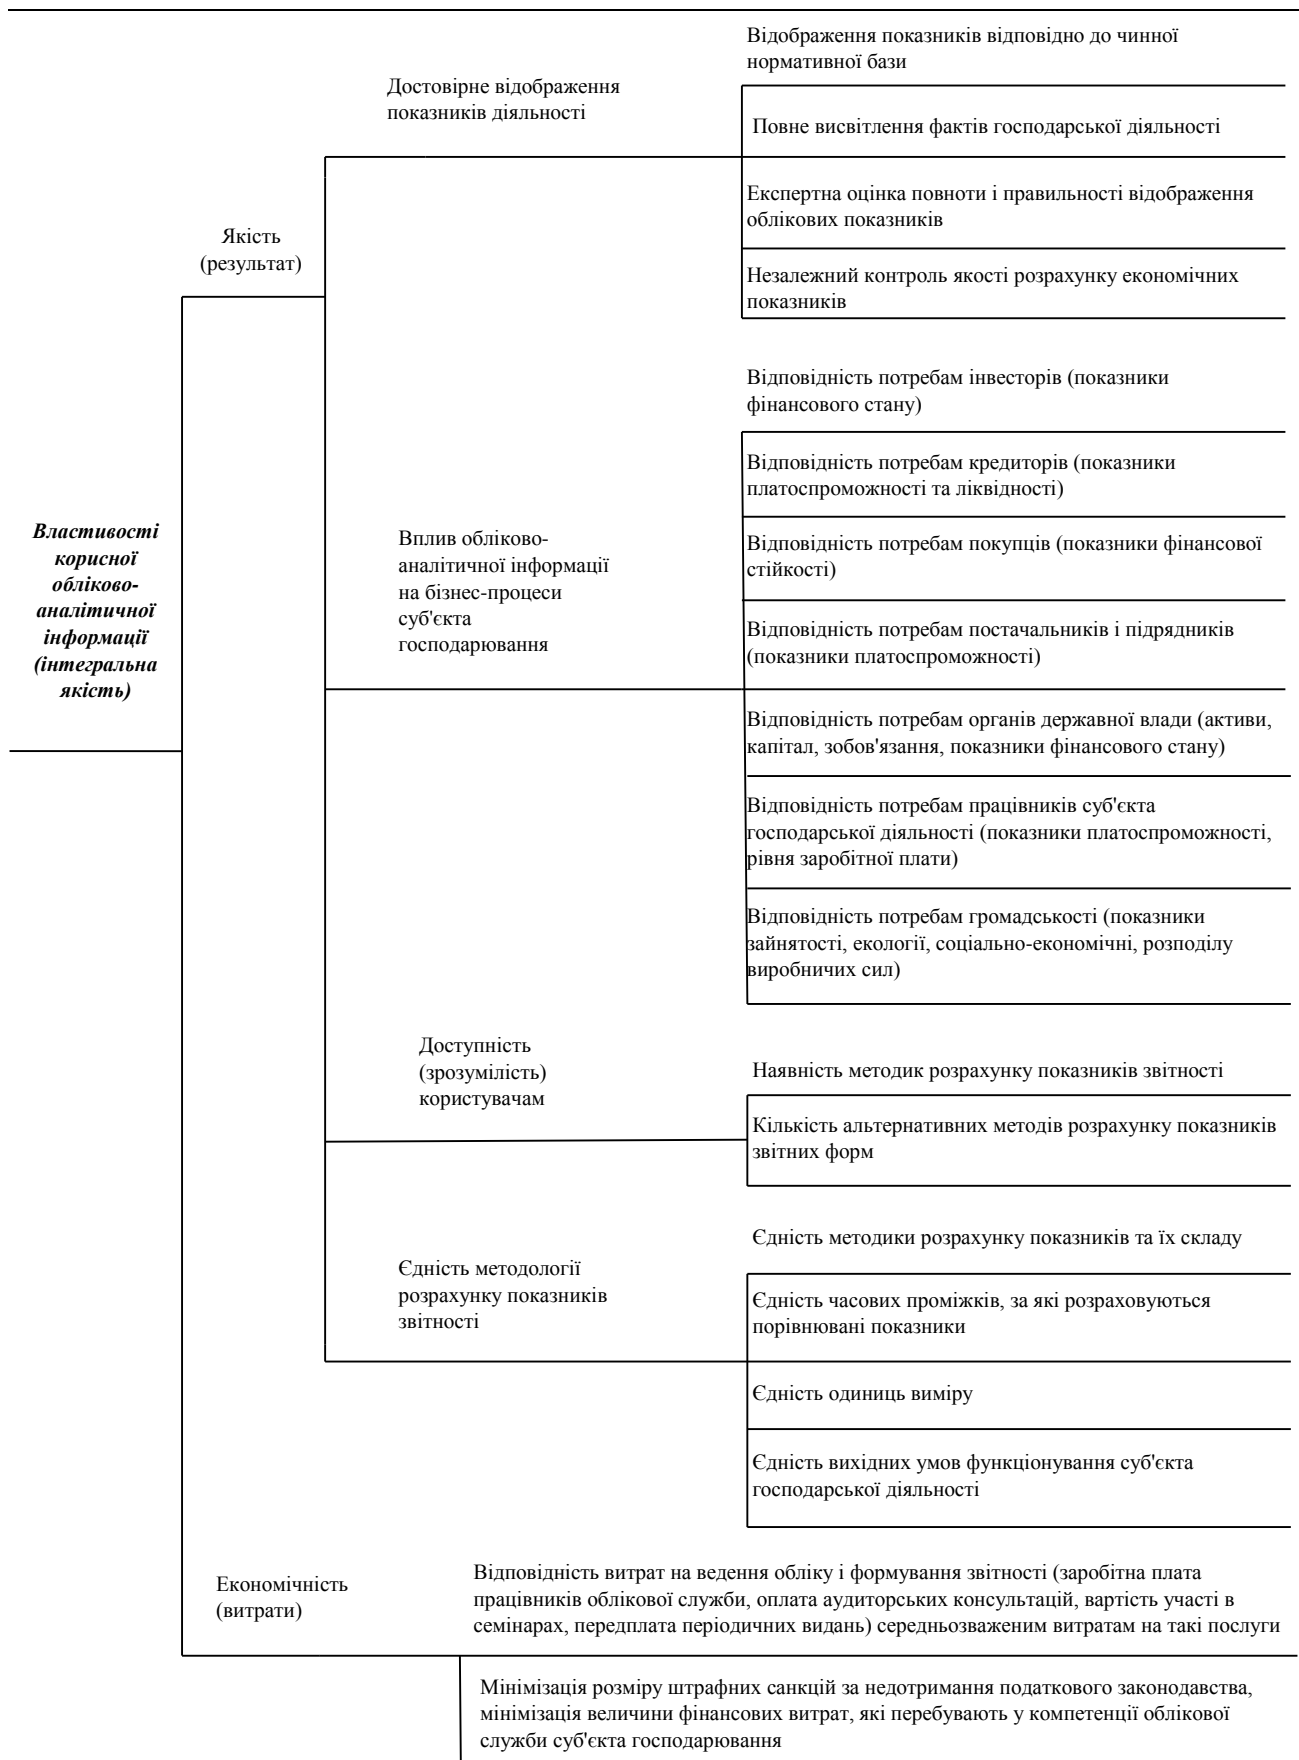 Відображення показників відповідно до чинної
нормативної бази
Достовірне відображення
показників діяльності
Повне висвітлення фактів господарської діяльності
Експертна оцінка повноти і правильності відображення
облікових показників
Якість
(результат)
Незалежний контроль якості розрахунку економічних
показників
Відповідність потребам інвесторів (показники
фінансового стану)
Відповідність потребам кредиторів (показники
платоспроможності та ліквідності)
Властивості
корисної
обліково-
аналітичної
інформації
(інтегральна
якість)
Вплив обліково-
аналітичної інформації
на бізнес-процеси
суб'єкта
господарювання
Відповідність потребам покупців (показники фінансової
стійкості)
Відповідність потребам постачальників і підрядників
(показники платоспроможності)
Відповідність потребам органів державної влади (активи,
капітал, зобов'язання, показники фінансового стану)
Відповідність потребам працівників суб'єкта
господарської діяльності (показники платоспроможності,
рівня заробітної плати)
Відповідність потребам громадськості (показники
зайнятості, екології, соціально-економічні, розподілу
виробничих сил)
Доступність
(зрозумілість)
користувачам
Наявність методик розрахунку показників звітності
Кількість альтернативних методів розрахунку показників
звітних форм
Єдність методики розрахунку показників та їх складу
Єдність методології
розрахунку показників
звітності
Єдність часових проміжків, за які розраховуються
порівнювані показники
Єдність одиниць виміру
Єдність вихідних умов функціонування суб'єкта
господарської діяльності
Економічність
(витрати)
Відповідність витрат на ведення обліку і формування звітності (заробітна плата
працівників облікової служби, оплата аудиторських консультацій, вартість участі в
семінарах, передплата періодичних видань) середньозваженим витратам на такі послуги
Мінімізація розміру штрафних санкцій за недотримання податкового законодавства,
мінімізація величини фінансових витрат, які перебувають у компетенції облікової
служби суб'єкта господарювання